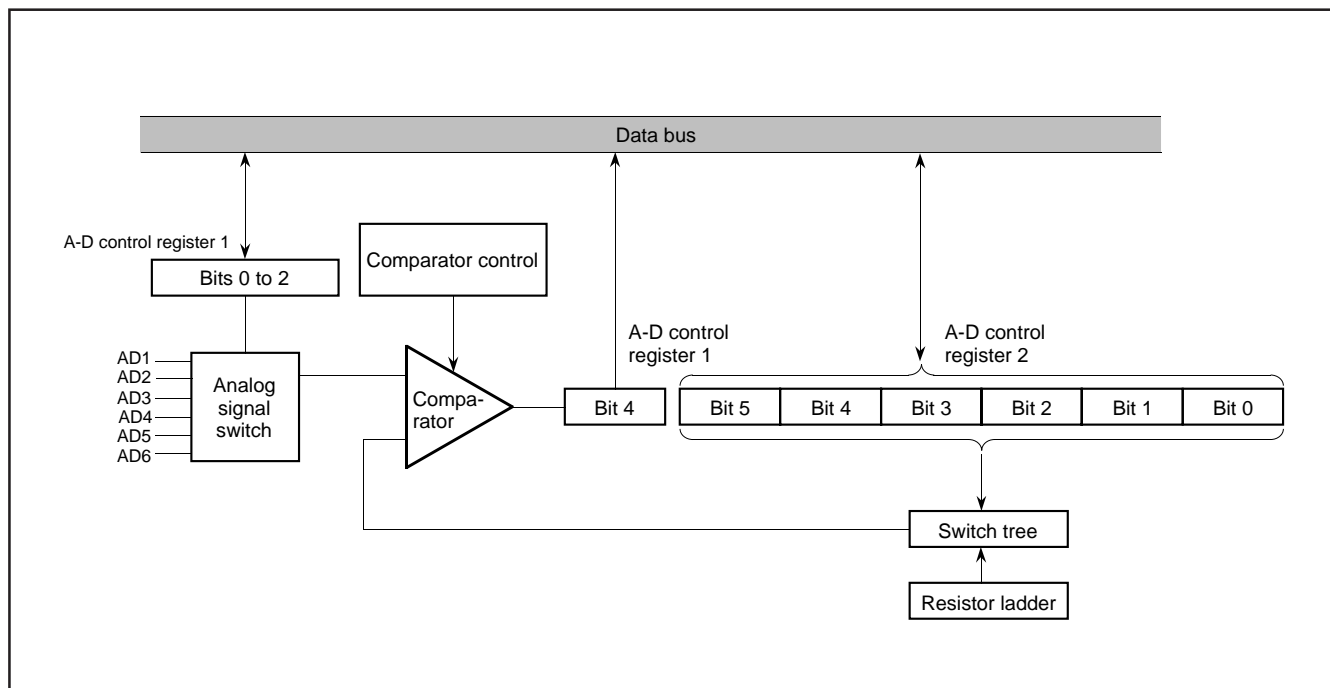 Data bus
A-D control register 1
Bits 0 to 2
Comparator control
AD1
AD2
AD3
AD4
AD5
AD6
Analog
signal
switch
Compa-
rator
Bit 4
A-D control
register 1
A-D control
register 2
Bit 5
Bit 4
Bit 3
Bit 2
Bit 1
Bit 0
Switch tree
Resistor ladder